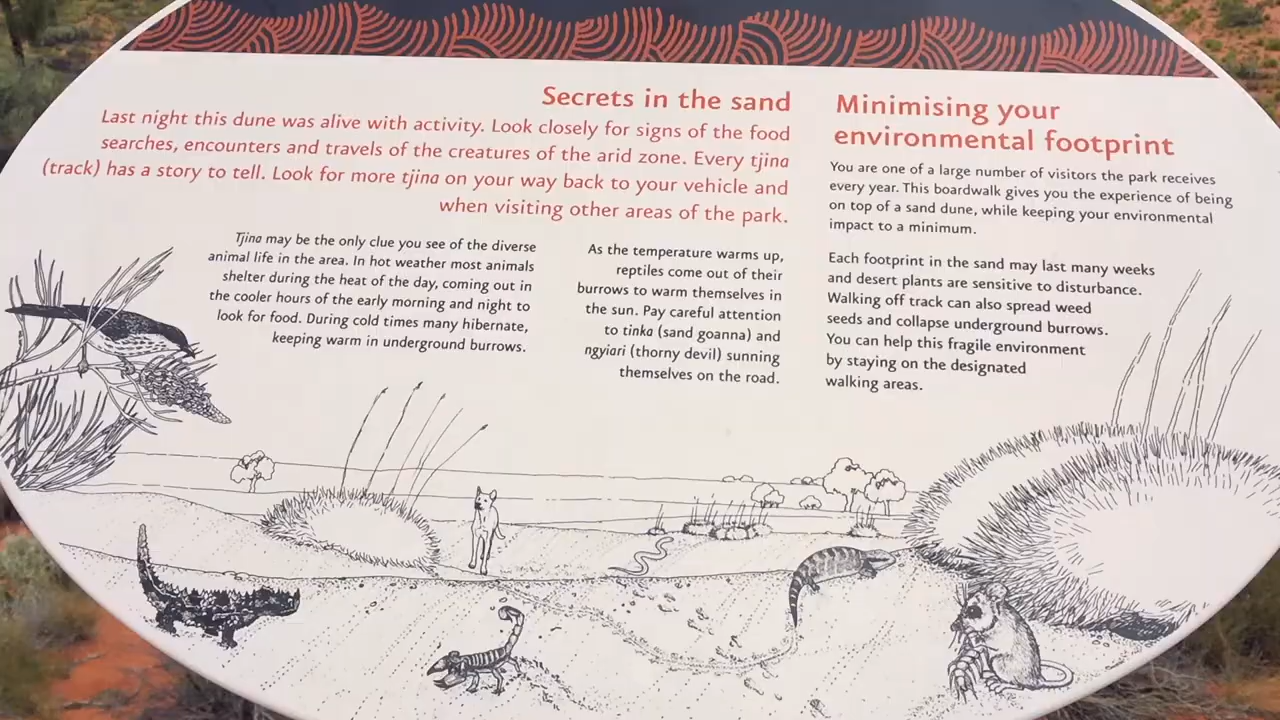 Secrets in the sand
Last night this dune was alive with activity. Look closely for signs of the food
searches, encounters and travels of the creatures of the arid zone. Every tjina
(track) has a story to tell. Look for more tjina on your way back to your vehicle and
when visiting other areas of the park.
Tjina may be the only clue you see of the diverse
animal life in the area. In hot weather most animals
shelter during the heat of the day, coming out in
the cooler hours of the early morning and night to
look for food. During cold times many hibernate,
keeping warm in underground burrows.
As the temperature warms up,
reptiles come out of their
burrows to warm themselves in
the sun. Pay careful attention
to tinka (sand goanna) and
ngyiari (thorny devil) sunning
themselves on the road.
Minimising your
environmental footprint
You are one of a large number of visitors the park receives
every year. This boardwalk gives you the experience of being
on top of a sand dune, while keeping your environmental
impact to a minimum.
Each footprint in the sand may last many weeks
and desert plants are sensitive to disturbance.
Walking off track can also spread weed
seeds and collapse underground burrows.
You can help this fragile environment
by staying on the designated
walking areas.